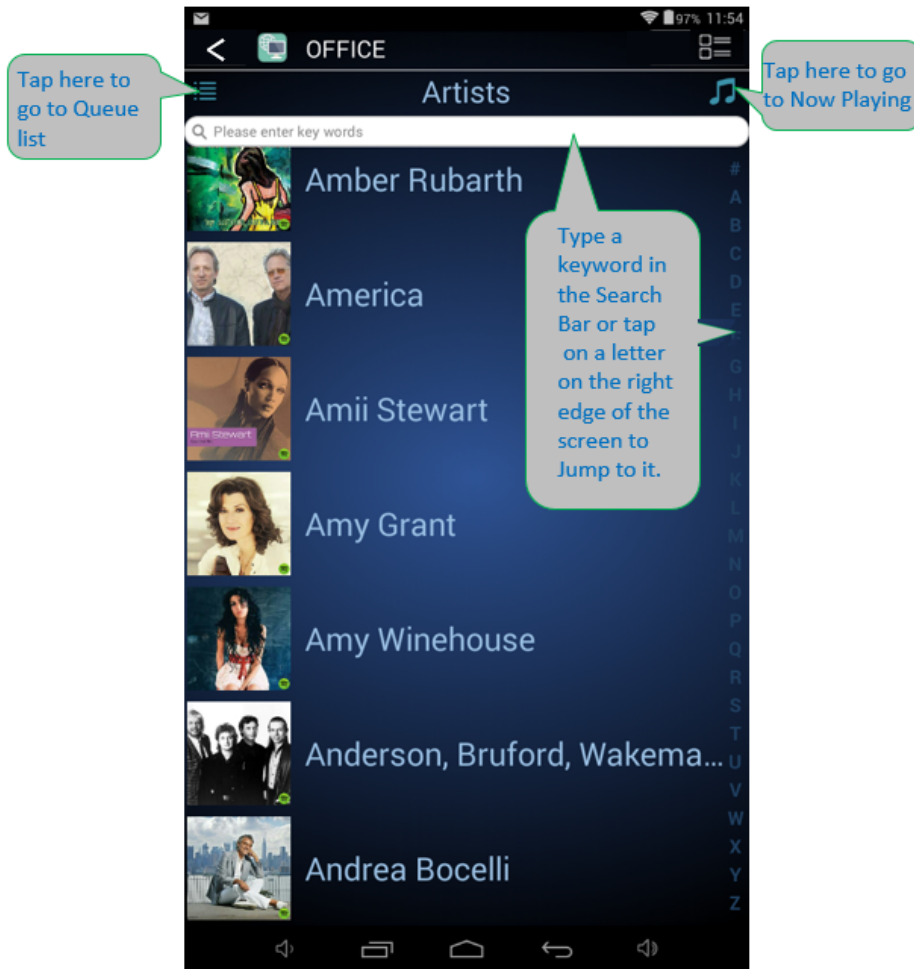 97% 11:54
OFFICE
Tap here to
go to Queue
list
Artists
Tap here to go
to Now Playing
Please enter key words
Amber Rubarth
America
Amii Stewart
Amii Stewart
Amy Grant
Amy Winehouse
Anderson, Bruford, Wakema...
Andrea Bocelli
Type a
keyword in
the Search
Bar or tap
on a letter
on the right
edge of the
screen to
Jump to it.
#
A
B
C
D
E
G
H
I
J
K
L
M
N
O
P
Q
R
S
T
U
V
W
X
Y
Z